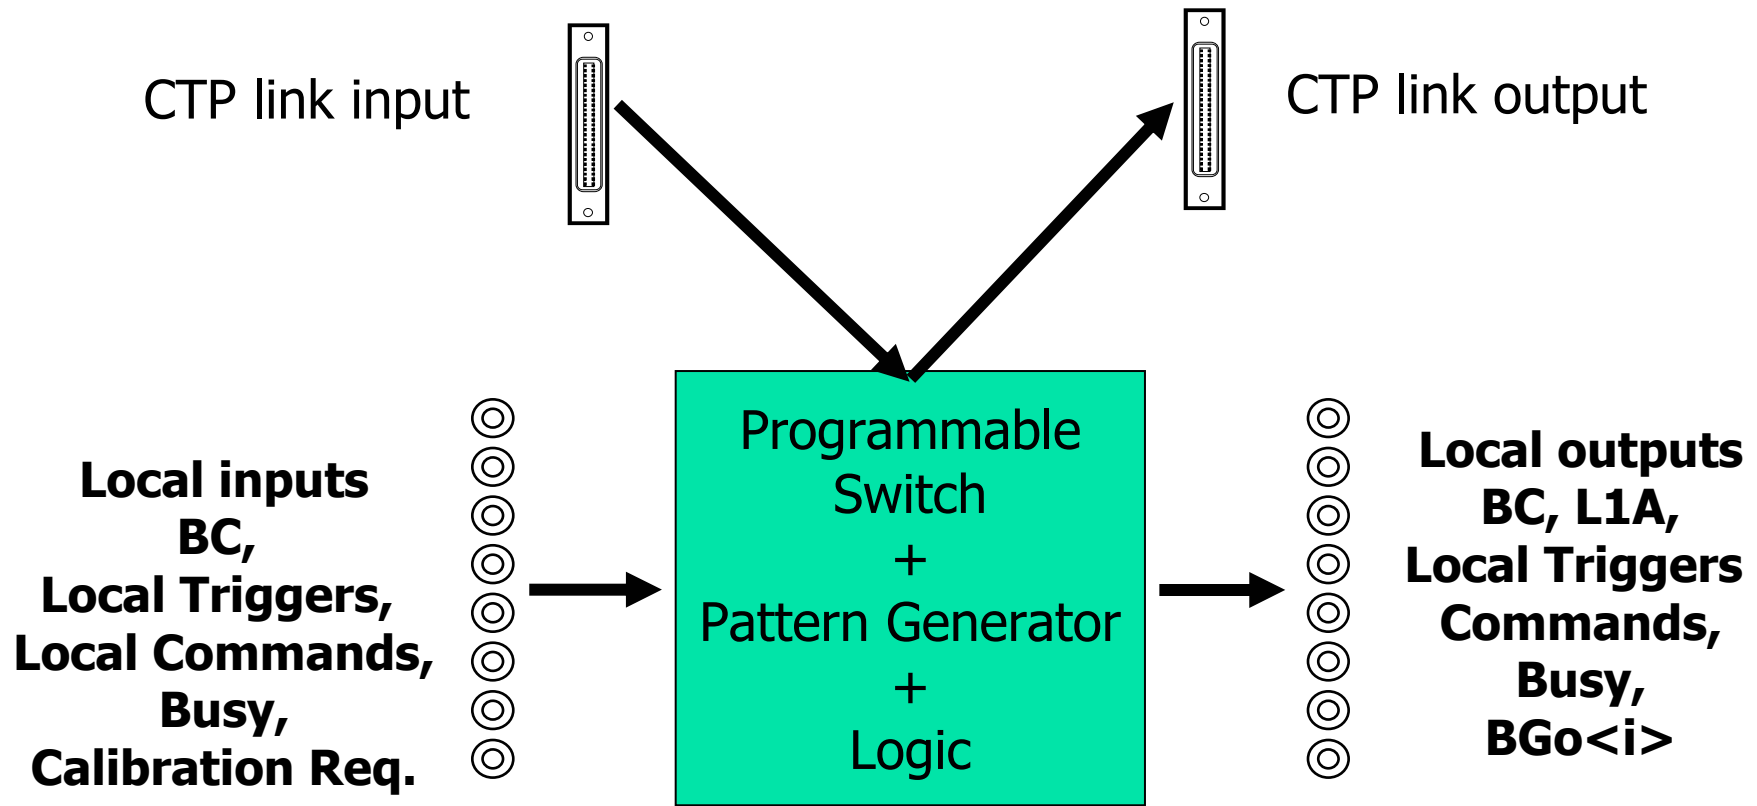 CTP link input
CTP link output
Local inputs
BC,
Local Triggers,
Local Commands,
Busy,
Calibration Req.
Programmable
Switch
+
Pattern Generator
+
Logic
Local outputs
BC, L1A,
Local Triggers
Commands,
Busy,
BGo<i>